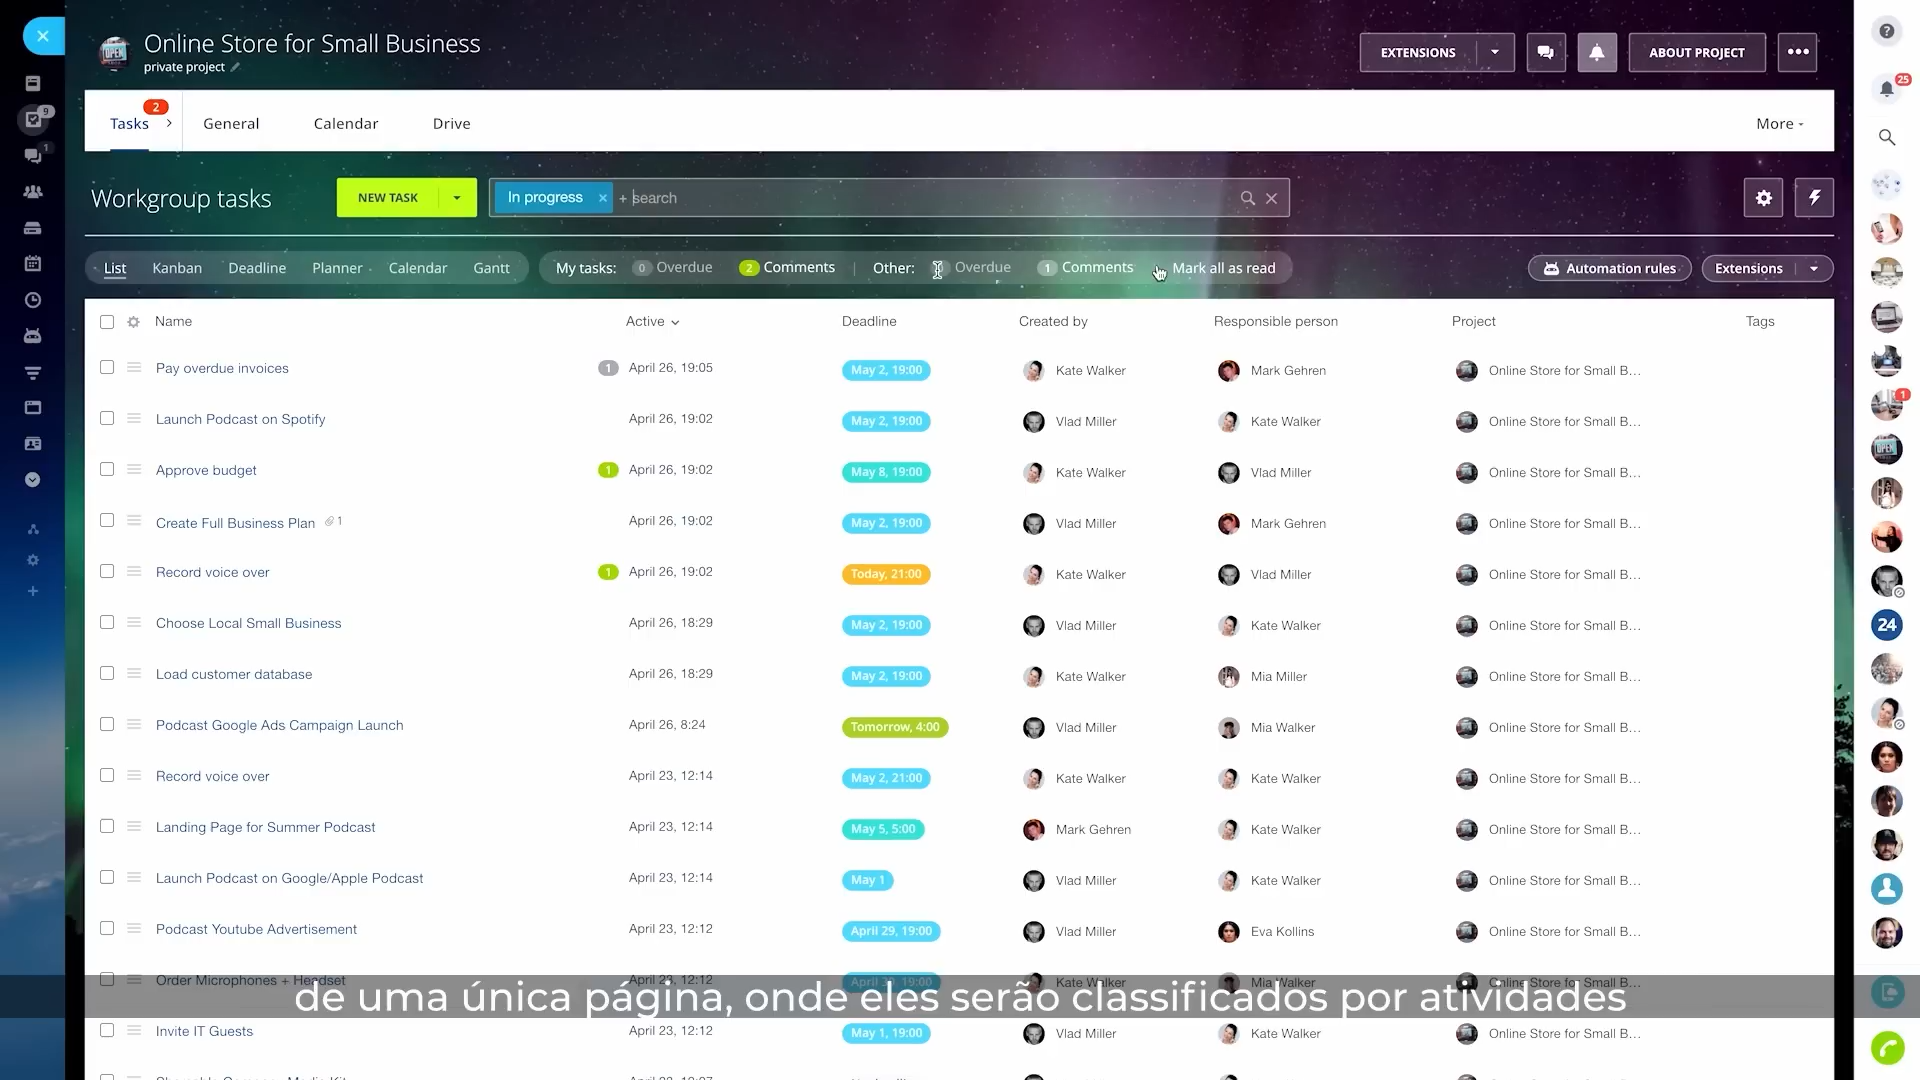 Online Store for Small Business
private project
EXTENSIONS
ABOUT PROJECT
25
9
1
2
Tasks
General
Calendar
Drive
More
Workgroup tasks
NEW TASK
In progress
+ search
List
Kanban
Deadline
Planner
Calendar
Gantt
My tasks:
0 Overdue
2 Comments
Other:
Overdue
1 Comments
Mark all as read
Automation rules
Extensions
Name Active Deadline Created by Responsible person Project Tags
Pay overdue invoices 1 April 26, 19:05 May 2, 19:00 Kate Walker Mark Gehren Online Store for Small B...
Launch Podcast on Spotify April 26, 19:02 May 2, 19:00 Vlad Miller Kate Walker Online Store for Small B...
1
Approve budget 1 April 26, 19:02 May 8, 19:00 Kate Walker Vlad Miller Online Store for Small B...
Create Full Business Plan 1 April 26, 19:02 May 2, 19:00 Vlad Miller Mark Gehren Online Store for Small B...
Record voice over 1 April 26, 19:02 Today, 21:00 Kate Walker Vlad Miller Online Store for Small B...
Choose Local Small Business April 26, 18:29 May 2, 19:00 Vlad Miller Kate Walker Online Store for Small B...
24
Load customer database April 26, 18:29 May 2, 19:00 Kate Walker Mia Miller Online Store for Small B...
Podcast Google Ads Campaign Launch April 26, 8:24 Tomorrow, 4:00 Vlad Miller Mia Walker Online Store for Small B...
Record voice over April 23, 12:14 May 2, 21:00 Kate Walker Kate Walker Online Store for Small B...
Landing Page for Summer Podcast April 23, 12:14 May 5, 5:00 Mark Gehren Kate Walker Online Store for Small B...
Launch Podcast on Google/Apple Podcast April 23, 12:14 May 1 Vlad Miller Kate Walker Online Store for Small B...
Podcast Youtube Advertisement April 23, 12:12 April 29, 19:00 Vlad Miller Eva Kollins Online Store for Small B...
Order Microphones + Headset April 23, 12:12 Kate Walker Mia Walker Online Store for Small B...
de uma única página, onde eles serão classificados por atividades
Invite IT Guests April 23, 12:12 May 1, 19:00 Vlad Miller Kate Walker Online Store for Small B...